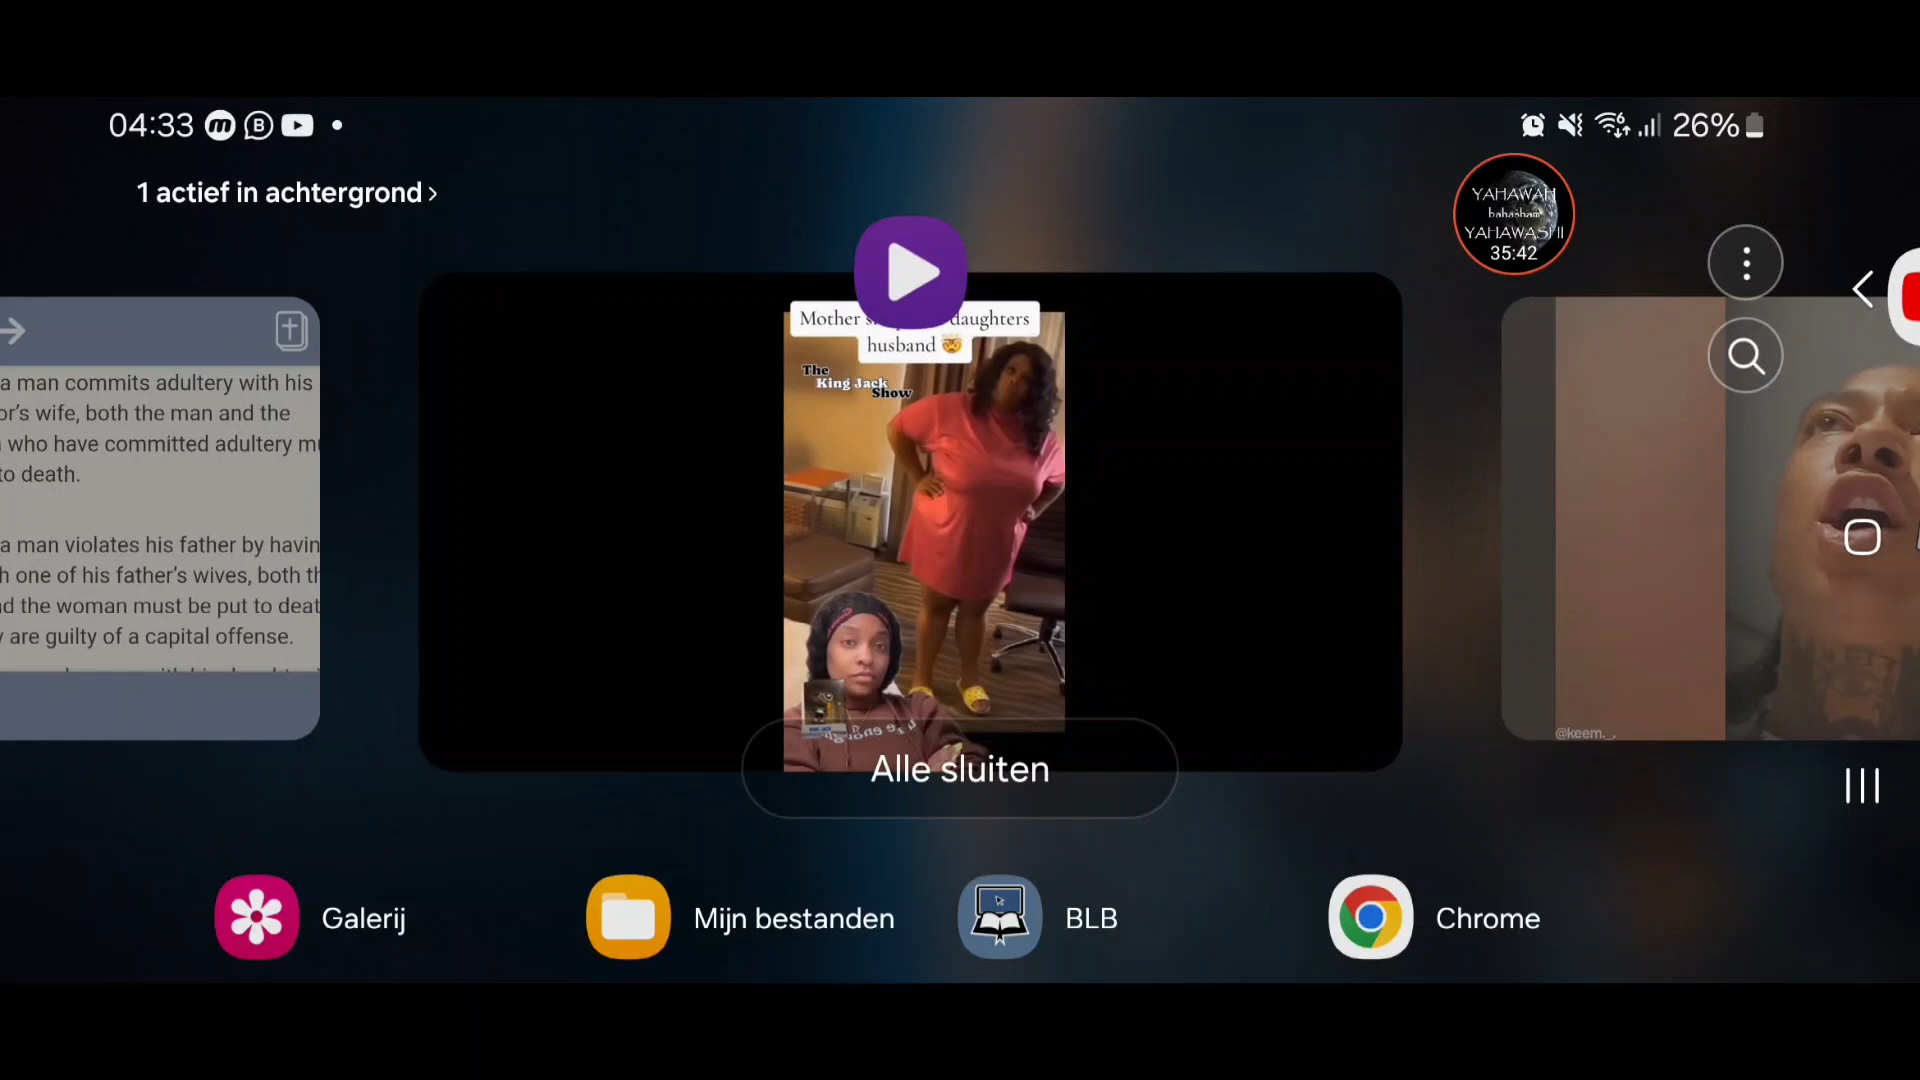 04:33
26%
1 actief in achtergrond
YAHAWAH
bahasham
YAHAWASHI
35:42
a man commits adultery with his
or's wife, both the man and the
who have committed adultery
to death.
a man violates his father by
one of his father's wives, both
the woman must be put to
are guilty of a capital offense.
Mother daughters
husband 🤯
The
King Jack
Show
@keem._.
Alle sluiten
Galerij
Mijn bestanden
BLB
Chrome